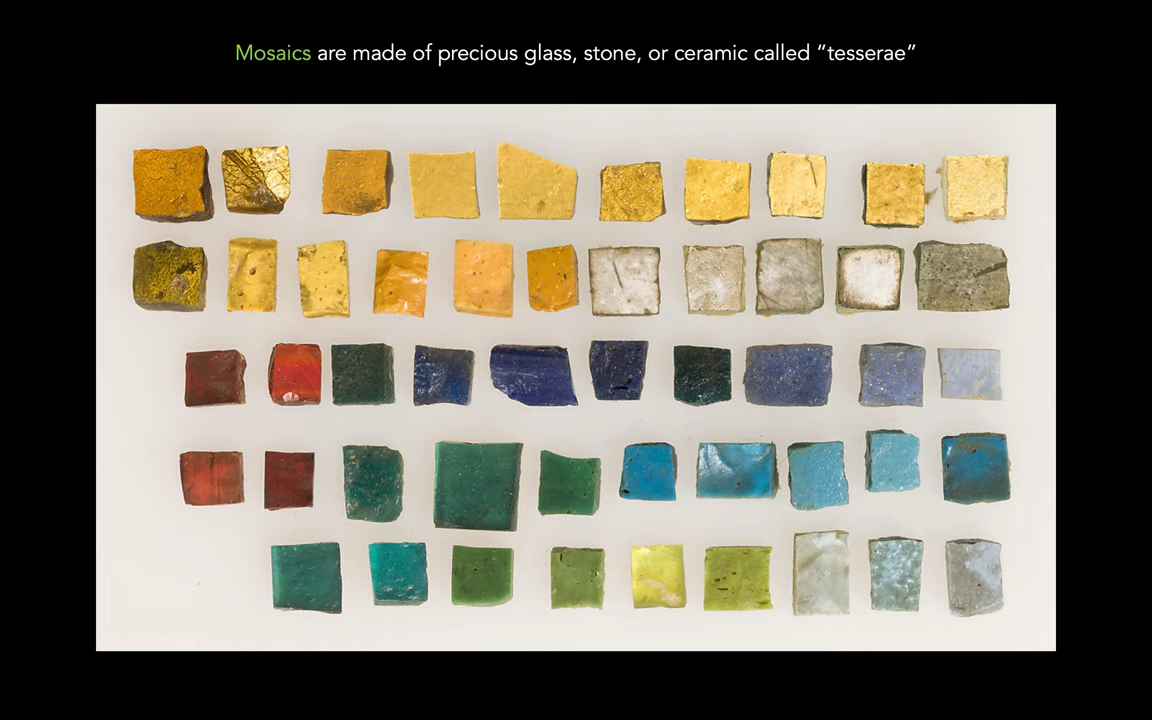 Mosaics are made of precious glass, stone, or ceramic called “tesserae”